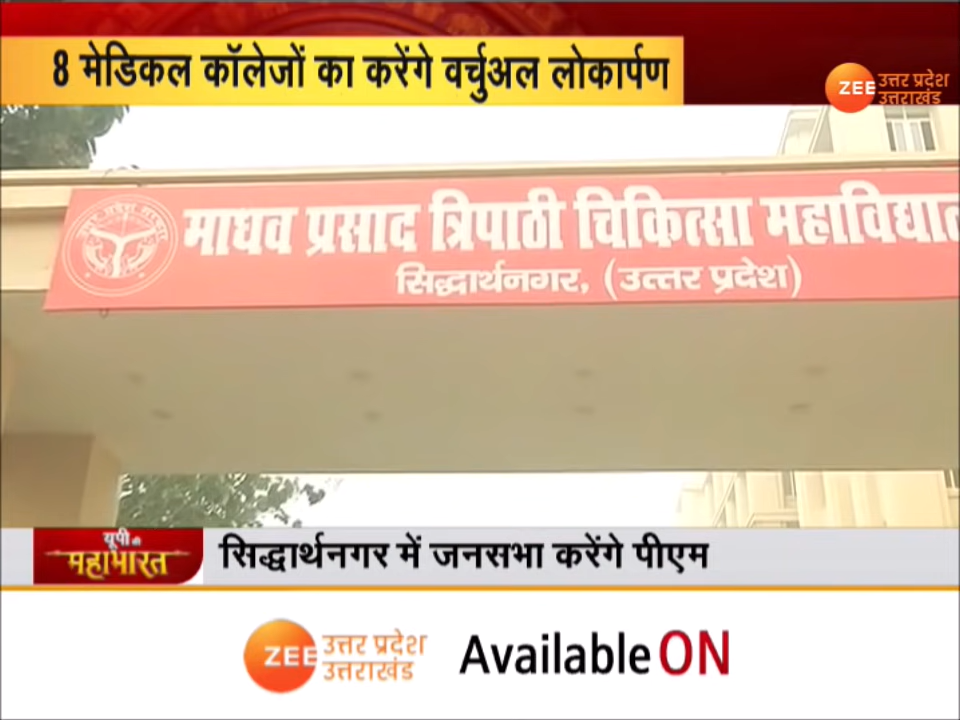 8 मेडिकल कॉलेजों का करेंगे वर्चुअल लोकार्पण
ZEE उत्तर प्रदेश
उत्तराखंड
माधव प्रसाद त्रिपाठी चिकित्सा
सिद्धार्थनगर, (उत्तर प्रदेश)
यूपी की
महाभारत
सिद्धार्थनगर में जनसभा करेंगे पीएम
ZEE उत्तर प्रदेश
उत्तराखंड
Available ON